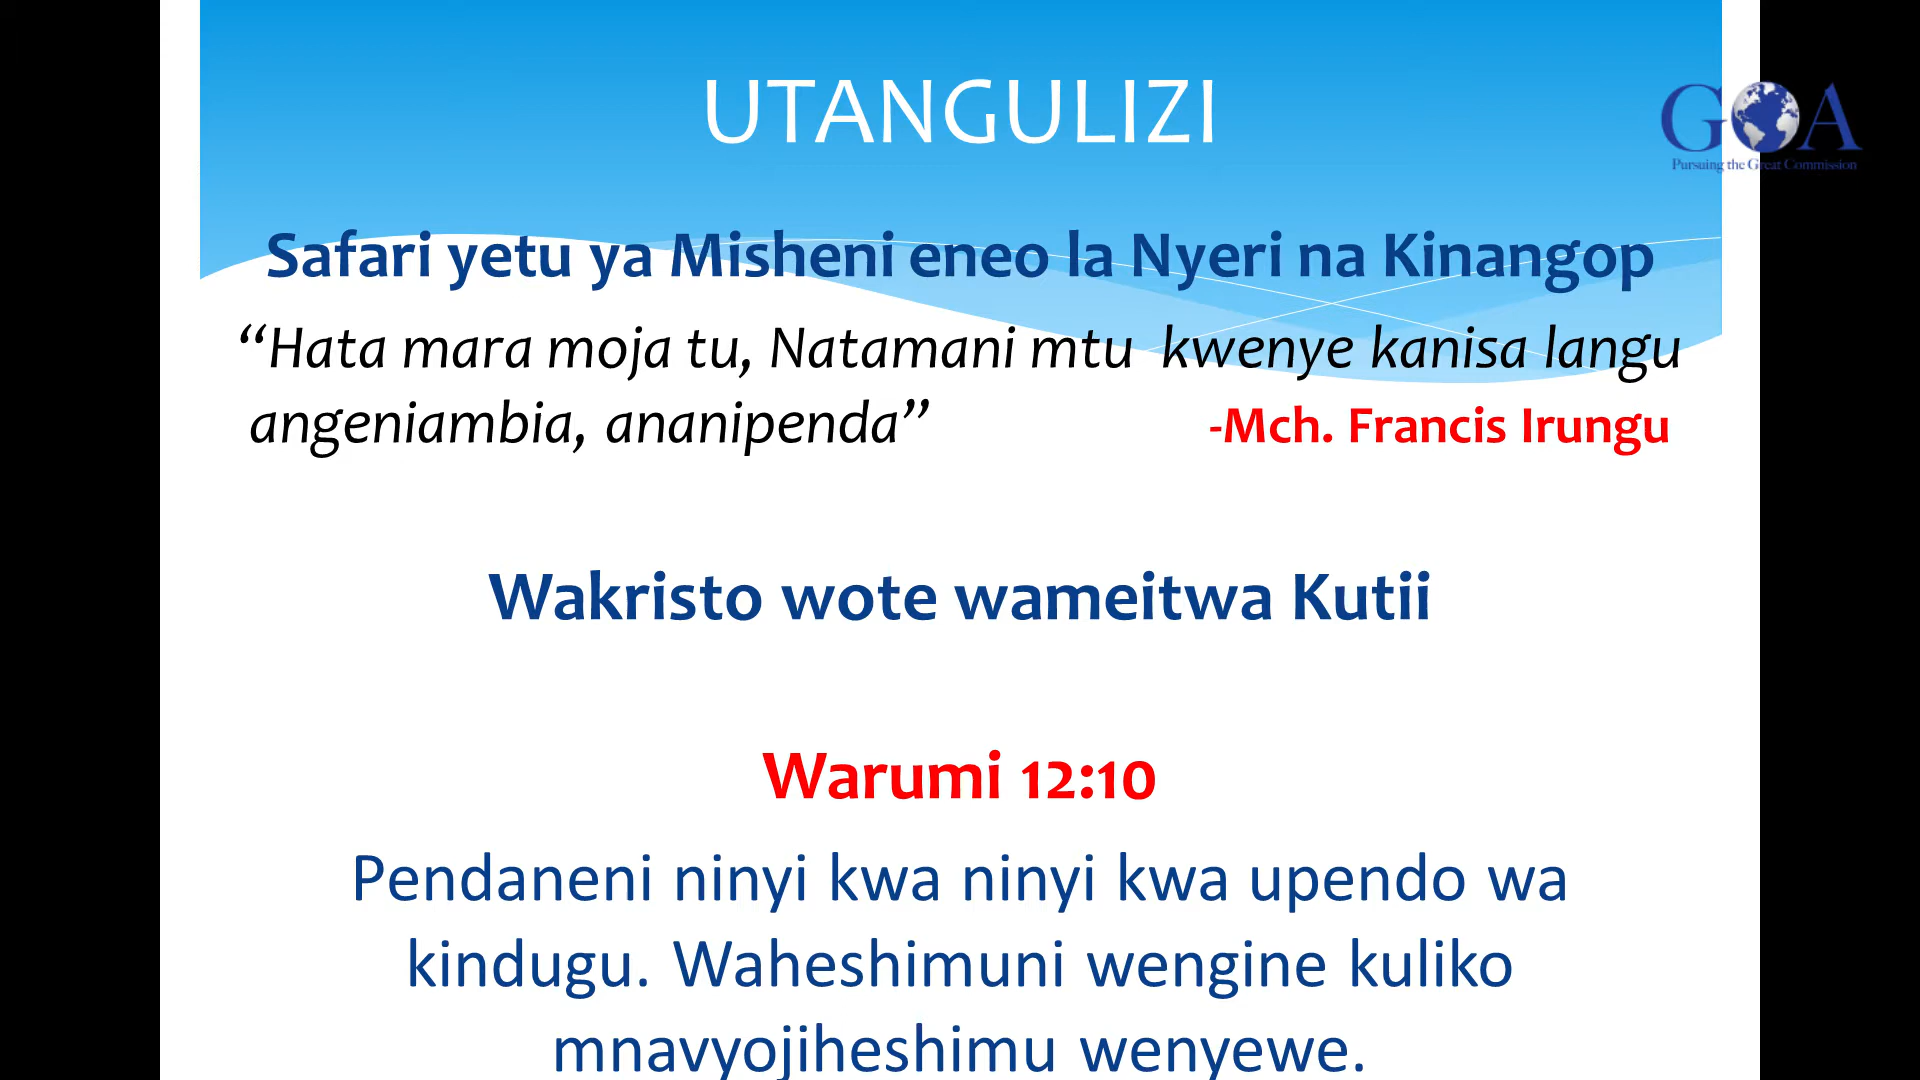 UTANGULIZI
GOA
Pursuing the Great Commission
Safari yetu ya Misheni eneo la Nyeri na Kinangop
“Hata mara moja tu, Natamani mtu kwenye kanisa langu
angeniambia, ananipenda” -Mch. Francis Irungu
Wakristo wote wameitwa Kutii
Warumi 12:10
Pendaneni ninyi kwa ninyi kwa upendo wa
kindugu. Waheshimuni wengine kuliko
mnavyojiheshimu wenyewe.